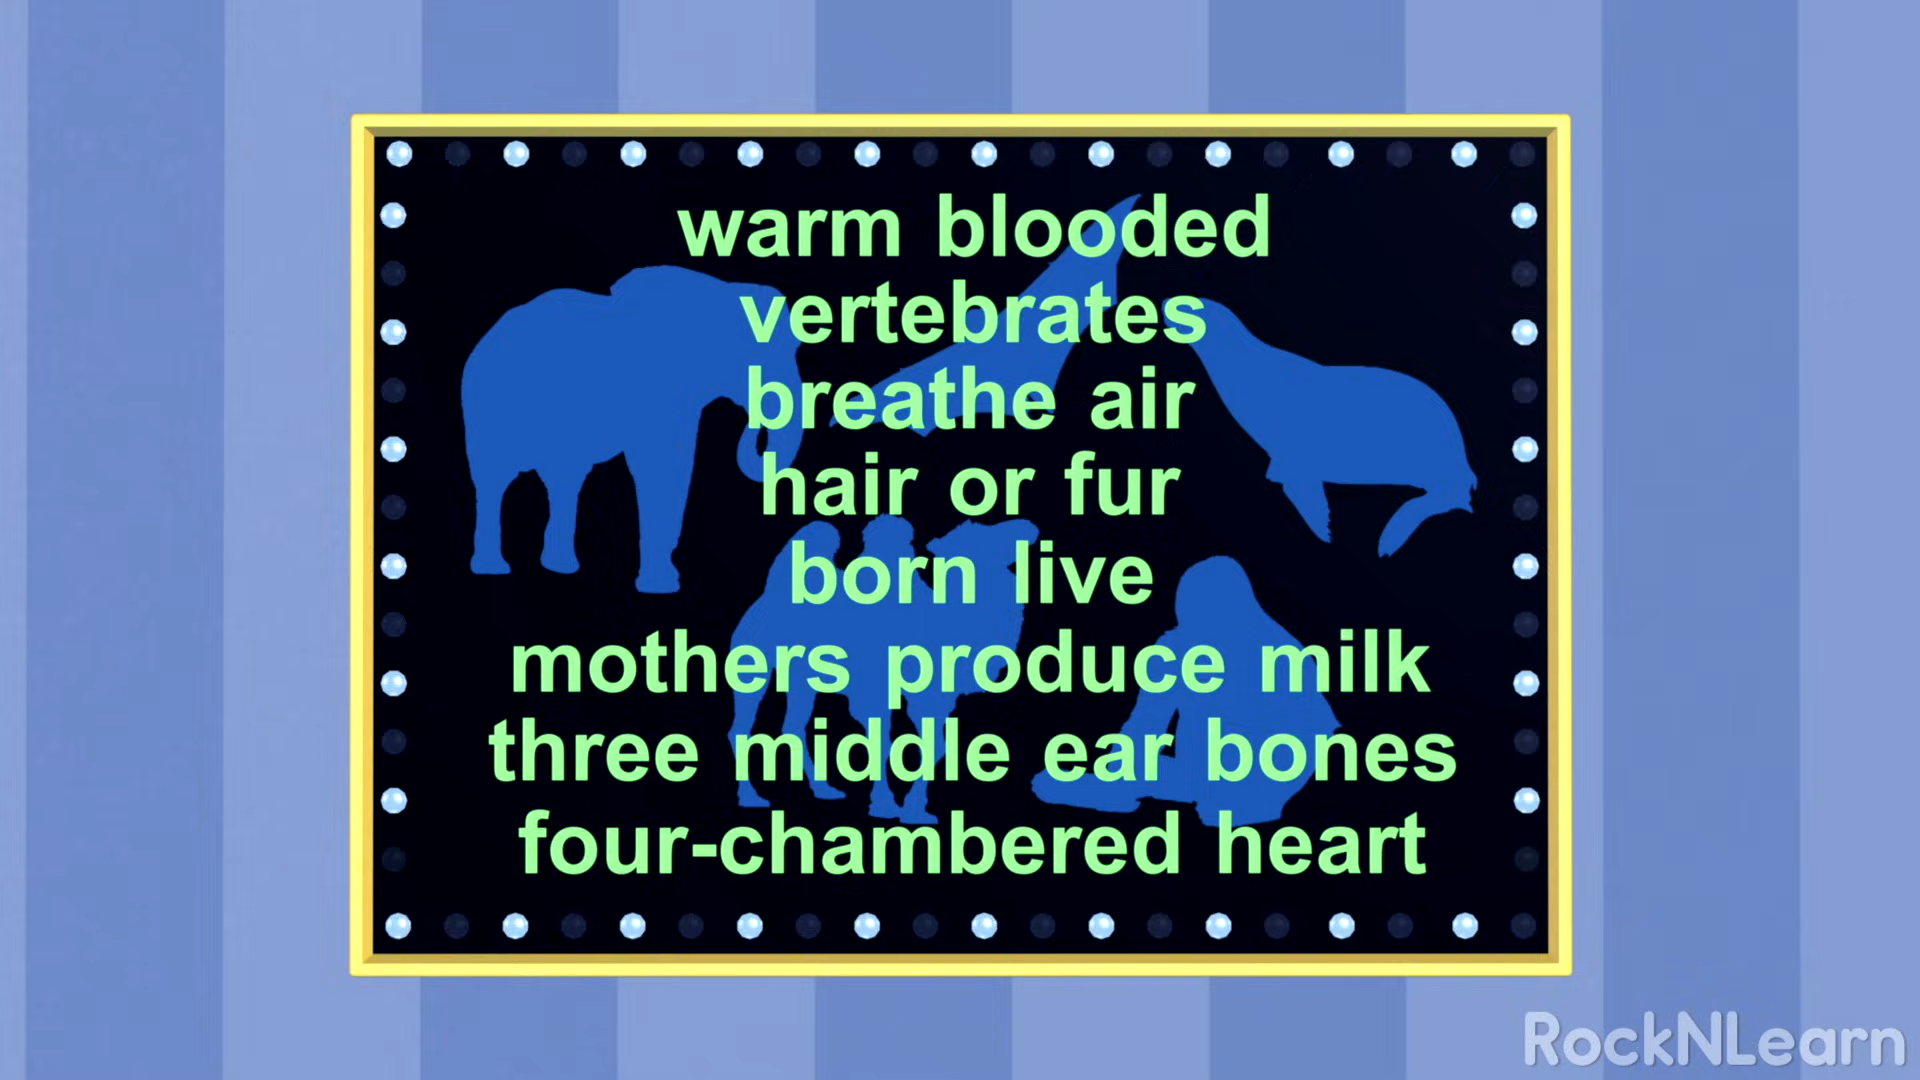 warm blooded
vertebrates
breathe air
hair or fur
born live
mothers produce milk
three middle ear bones
four-chambered heart
RockNLearn